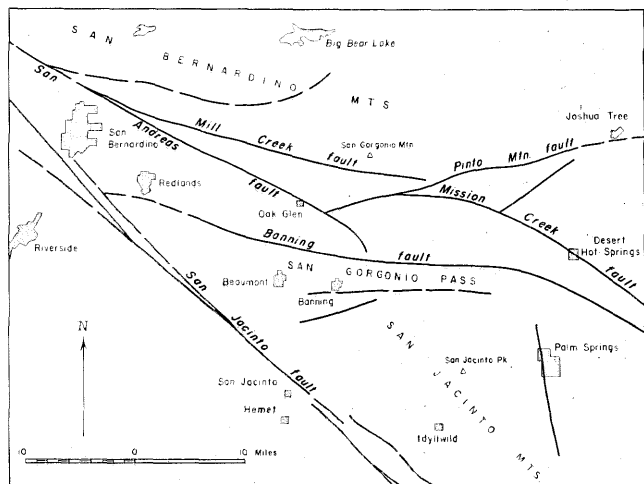 SAN
BERNARDINO
MTS
Big Bear Lake
Joshua Tree
San Andreas fault
Mill Creek fault
San Gorgonio Mtn
Pinto Mtn. fault
San
Bernardino
Redlands
Oak Glen
Mission Creek fault
Riverside
Banning fault
Desert
Hot Springs
SAN GORGONIO PASS
Beaumont
Banning
San Jacinto fault
N
SAN JACINTO MTS.
San Jacinto Pk
Palm Springs
San Jacinto
Hemet
Idyllwild
10 0 10 Miles